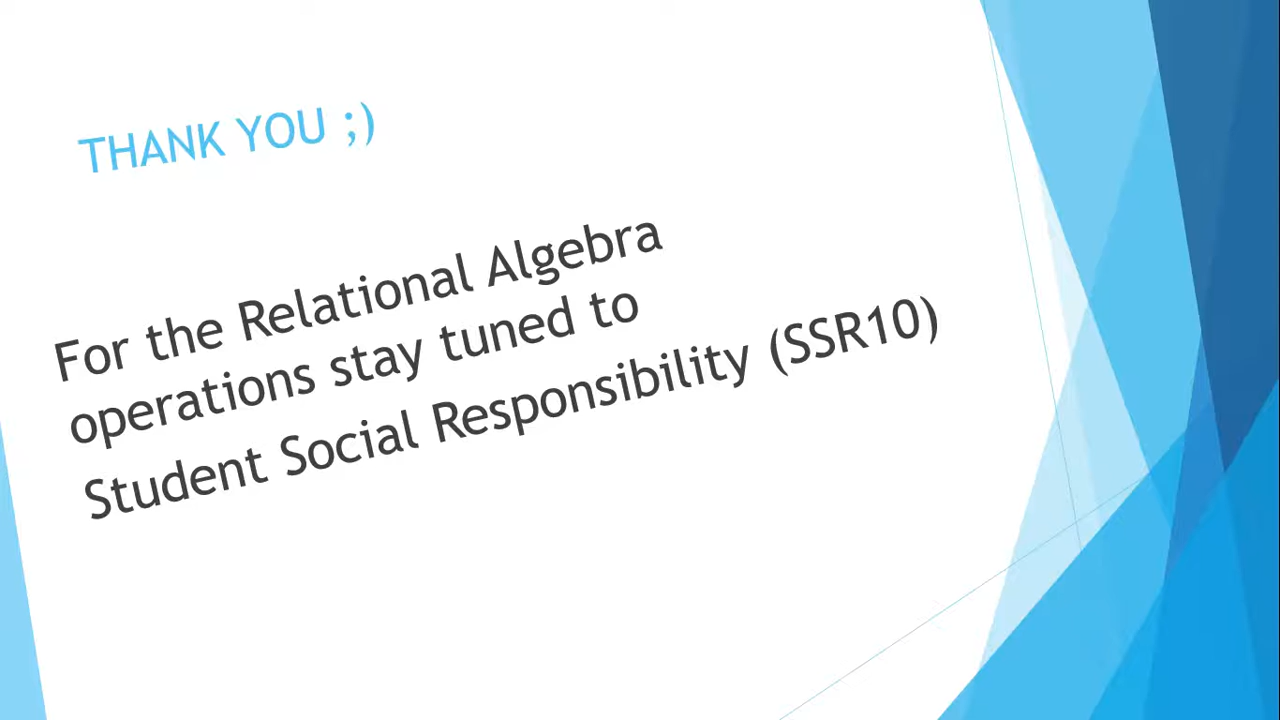 THANK YOU ;)
For the Relational Algebra
operations stay tuned to
Student Social Responsibility (SSR10)